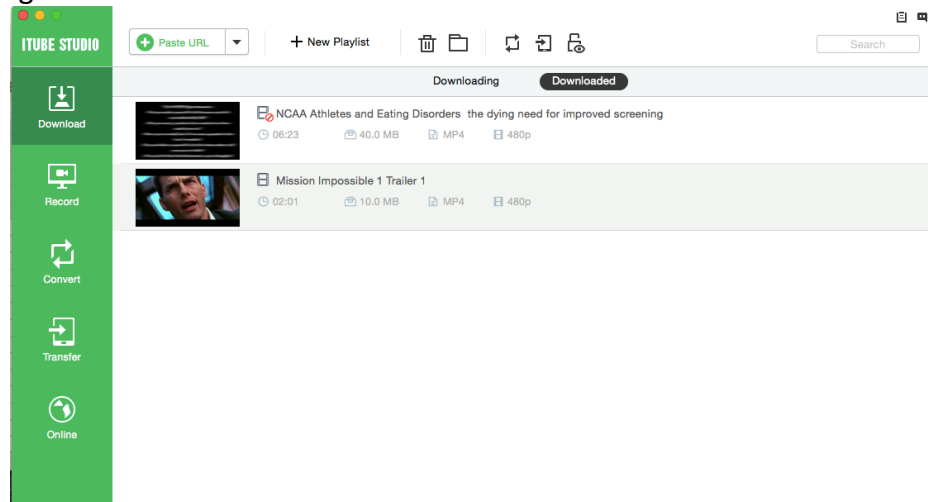 g
ITUBE STUDIO
Paste URL
New Playlist
Search
Downloading
Downloaded
Download
NCAA Athletes and Eating Disorders the dying need for improved screening
06:23
40.0 MB
MP4
480p
Mission Impossible 1 Trailer 1
02:01
10.0 MB
MP4
480p
Record
Convert
Transfer
Online